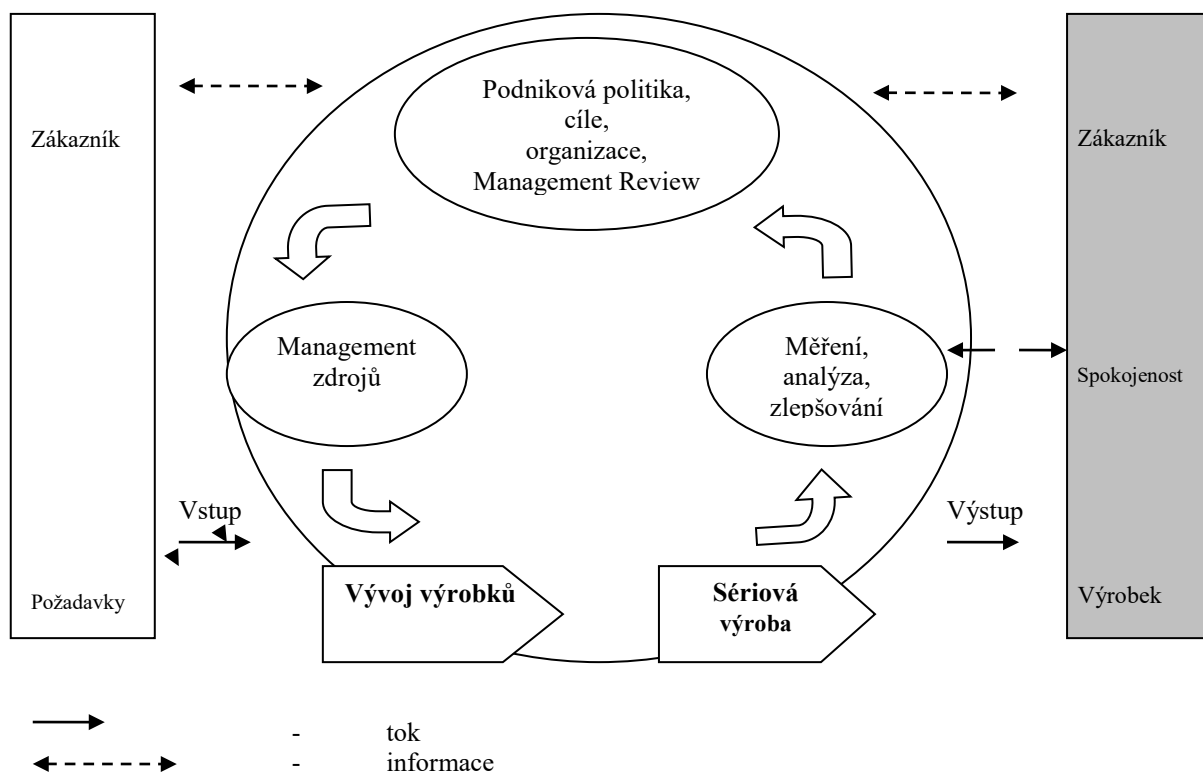 Podniková politika,
cíle,
organizace,
Management Review
Zákazník
Zákazník
Management
zdrojů
Měření,
analýza,
zlepšování
Spokojenost
Vstup
Výstup
Vývoj výrobků
Sériová
výroba
Požadavky
Výrobek
- tok
- informace